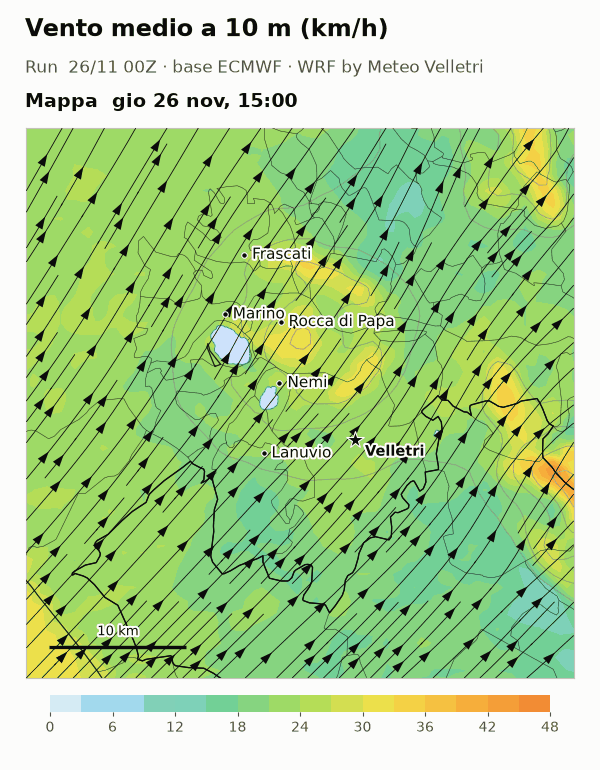 Vento medio a 10 m (km/h)
Run  26/11 00Z · base ECMWF · WRF by Meteo Velletri
Mappa  gio 26 nov, 15:00
Frascati
Marino
Rocca di Papa
Nemi
Velletri
Lanuvio
10 km
0 6 12 18 24 30 36 42 48